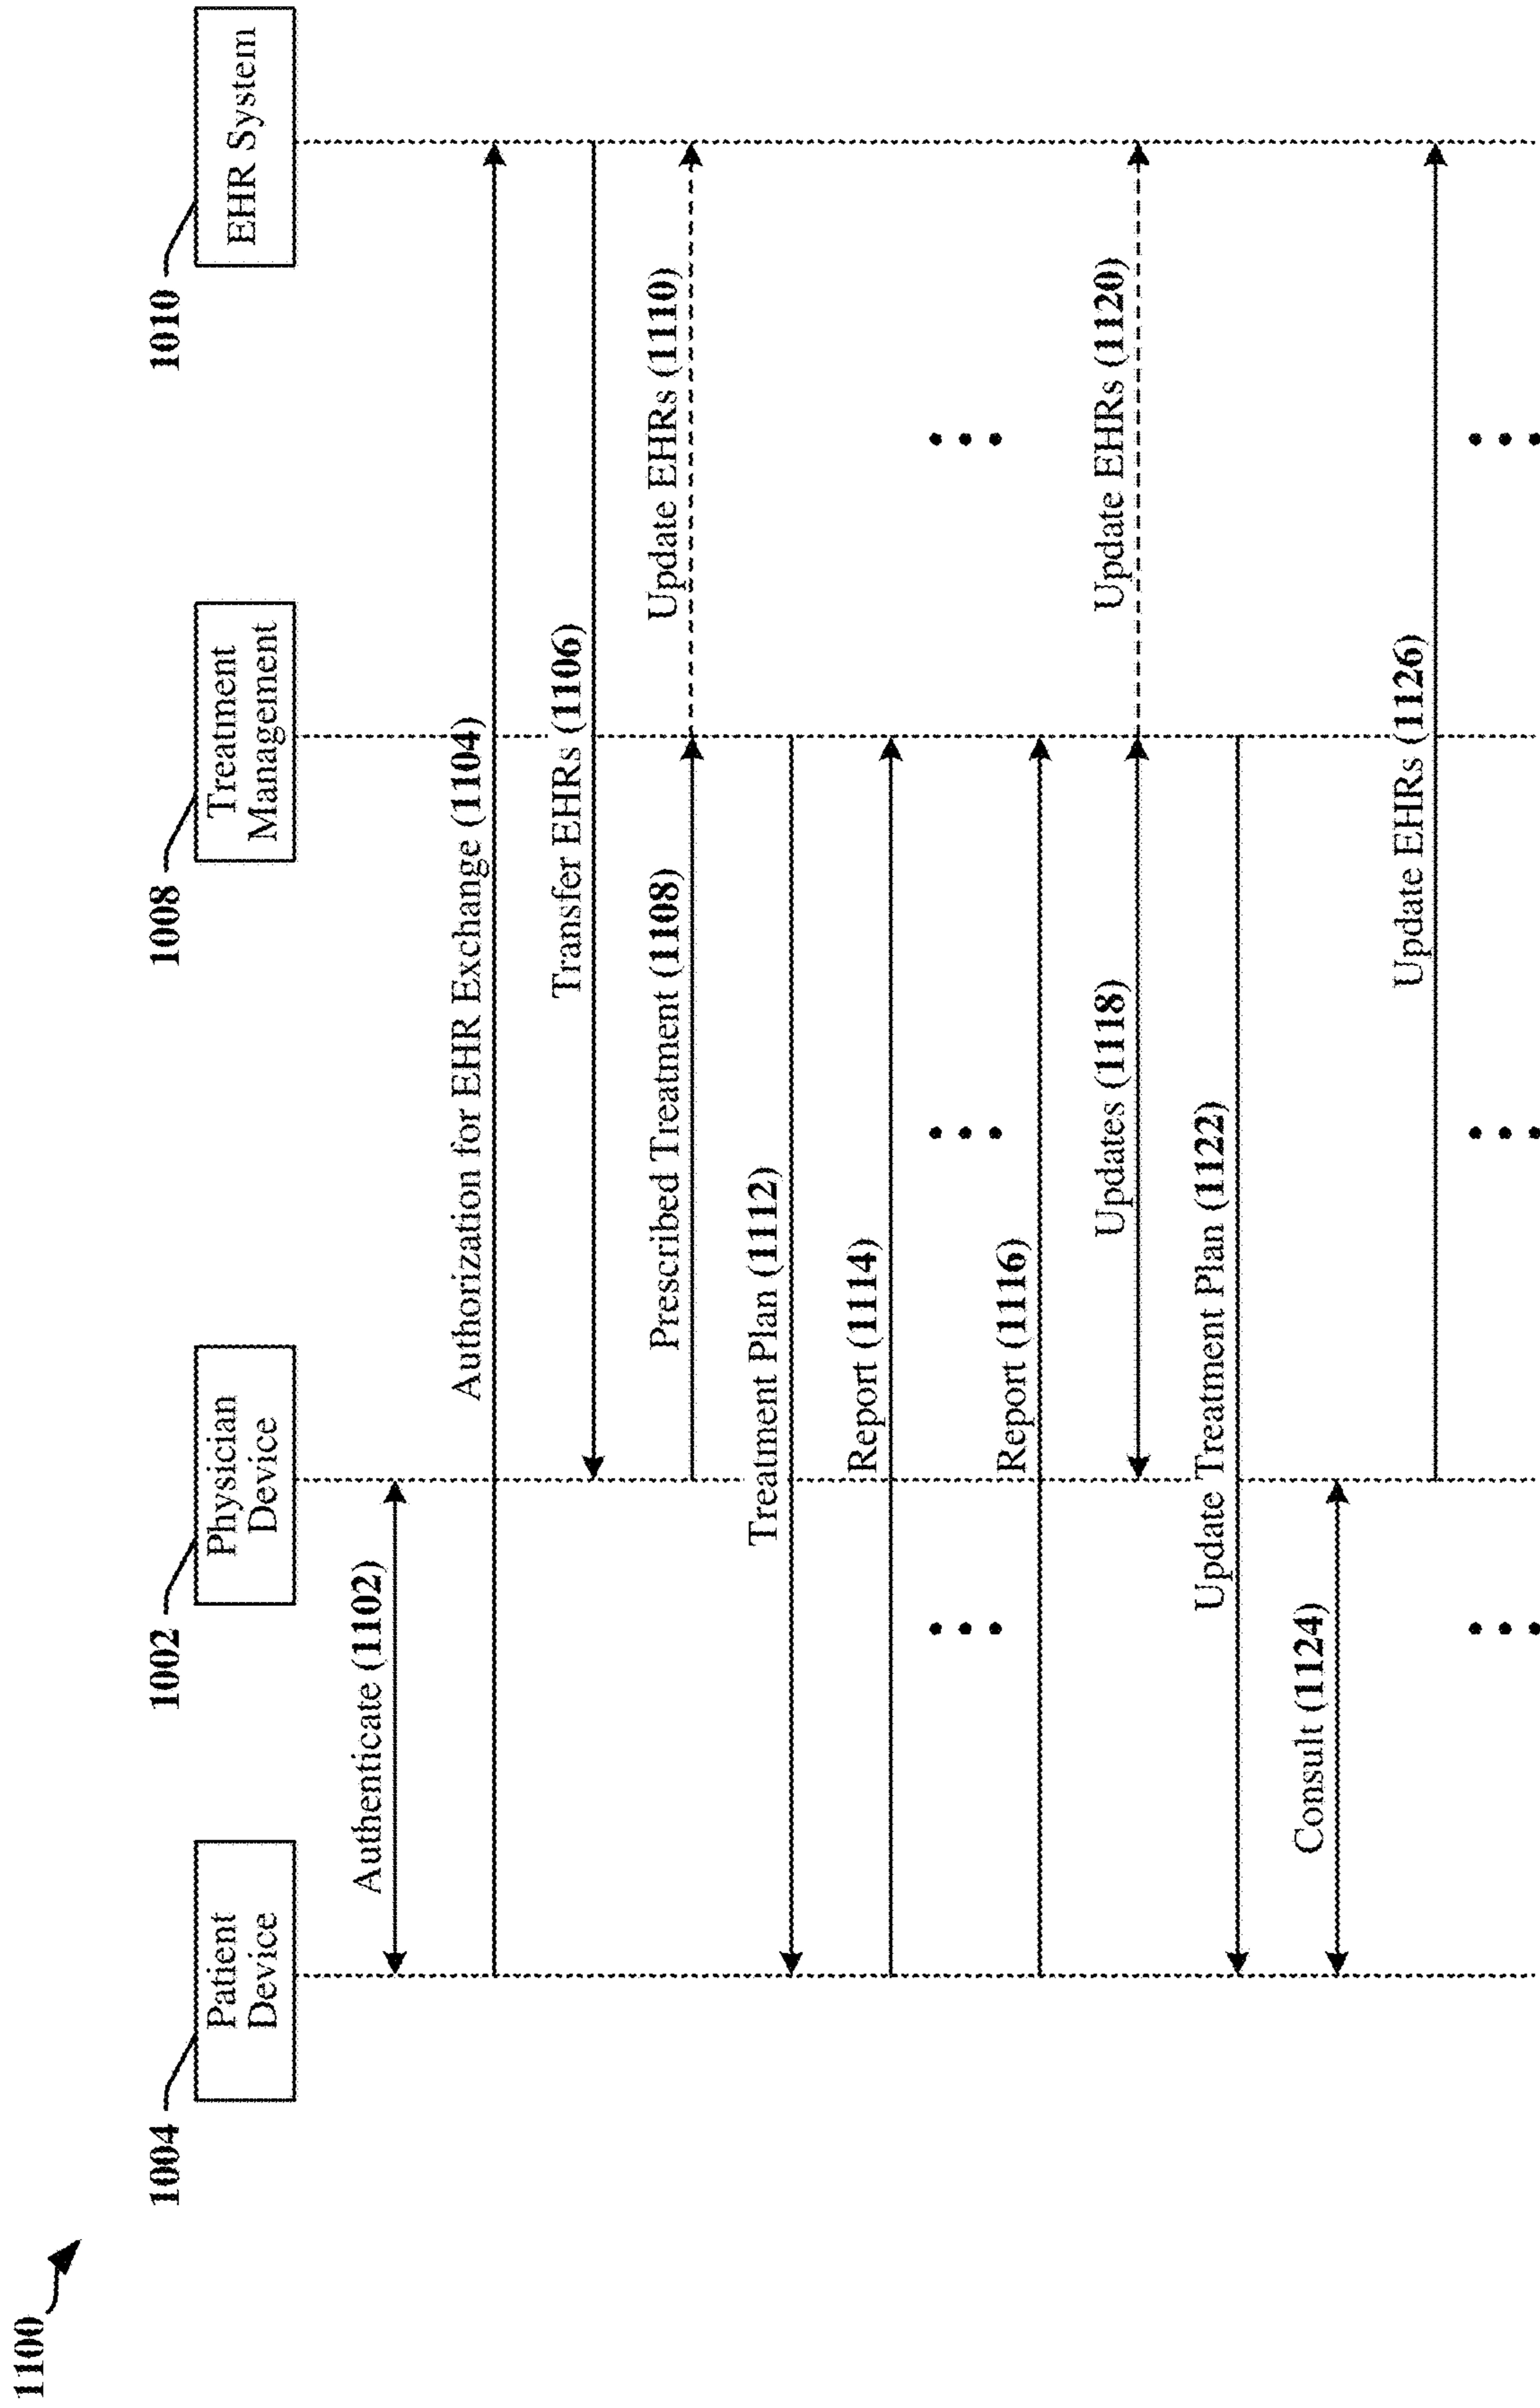 1100
1004
Patient
Device
1002
Physician
Device
1008
Treatment
Management
1010
EHR System
Authenticate (1102)
Authorization for EHR Exchange (1104)
Transfer EHRs (1106)
Prescribed Treatment (1108)
Update EHRs (1110)
Treatment Plan (1112)
Report (1114)
Report (1116)
Updates (1118)
Update EHRs (1120)
Update Treatment Plan (1122)
Consult (1124)
Update EHRs (1126)